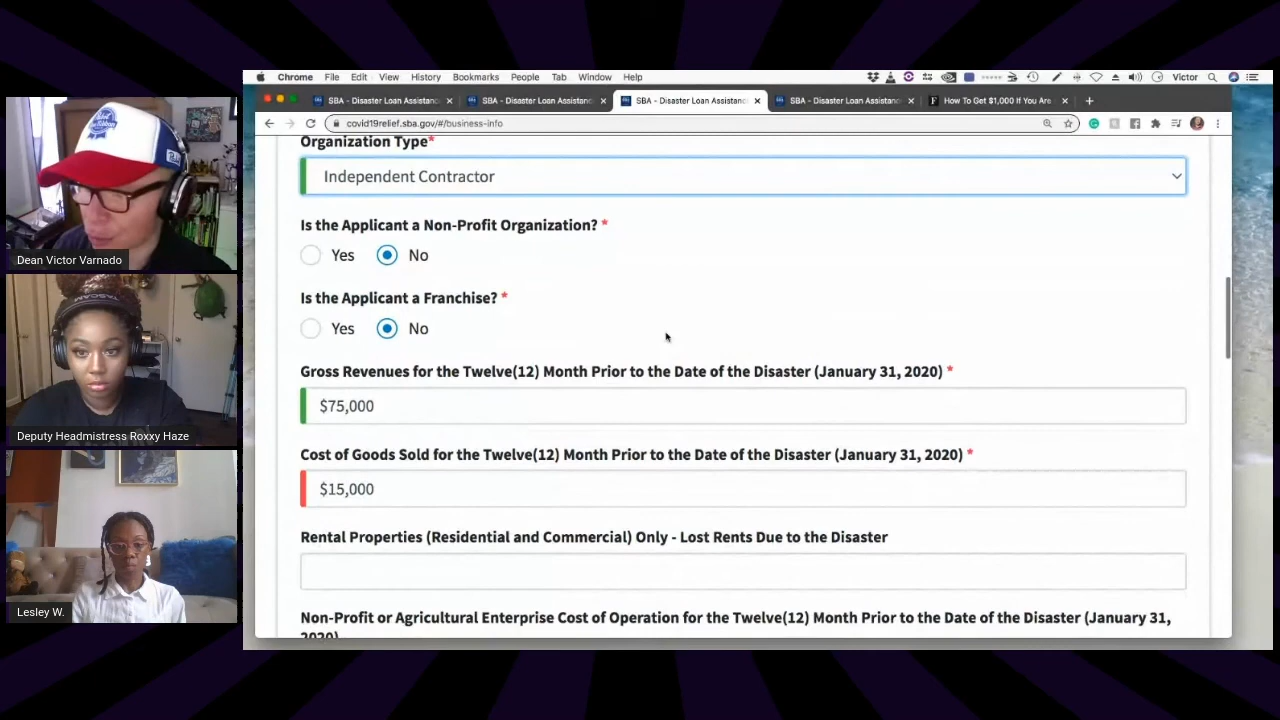 Chrome File Edit View History Bookmarks People Tab Window Help Victor
SBA - Disaster Loan Assistanc SBA - Disaster Loan Assistanc SBA - Disaster Loan Assistanc SBA - Disaster Loan Assistanc How To Get $1,000 If You Are
covid19relief.sba.gov/#/business-info
Organization Type*
Independent Contractor
Is the Applicant a Non-Profit Organization? *
Yes No
Dean Victor Varnado
Is the Applicant a Franchise? *
Yes No
Gross Revenues for the Twelve(12) Month Prior to the Date of the Disaster (January 31, 2020) *
$75,000
Deputy Headmistress Roxxy Haze
Cost of Goods Sold for the Twelve(12) Month Prior to the Date of the Disaster (January 31, 2020) *
$15,000
Rental Properties (Residential and Commercial) Only - Lost Rents Due to the Disaster
Lesley W.
Non-Profit or Agricultural Enterprise Cost of Operation for the Twelve(12) Month Prior to the Date of the Disaster (January 31,
2020)